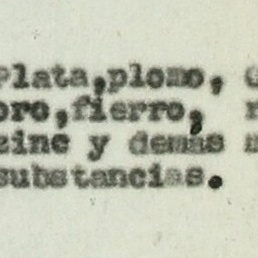 Plata,plomo,
oro,fierro,
zinc y demás
substancias.